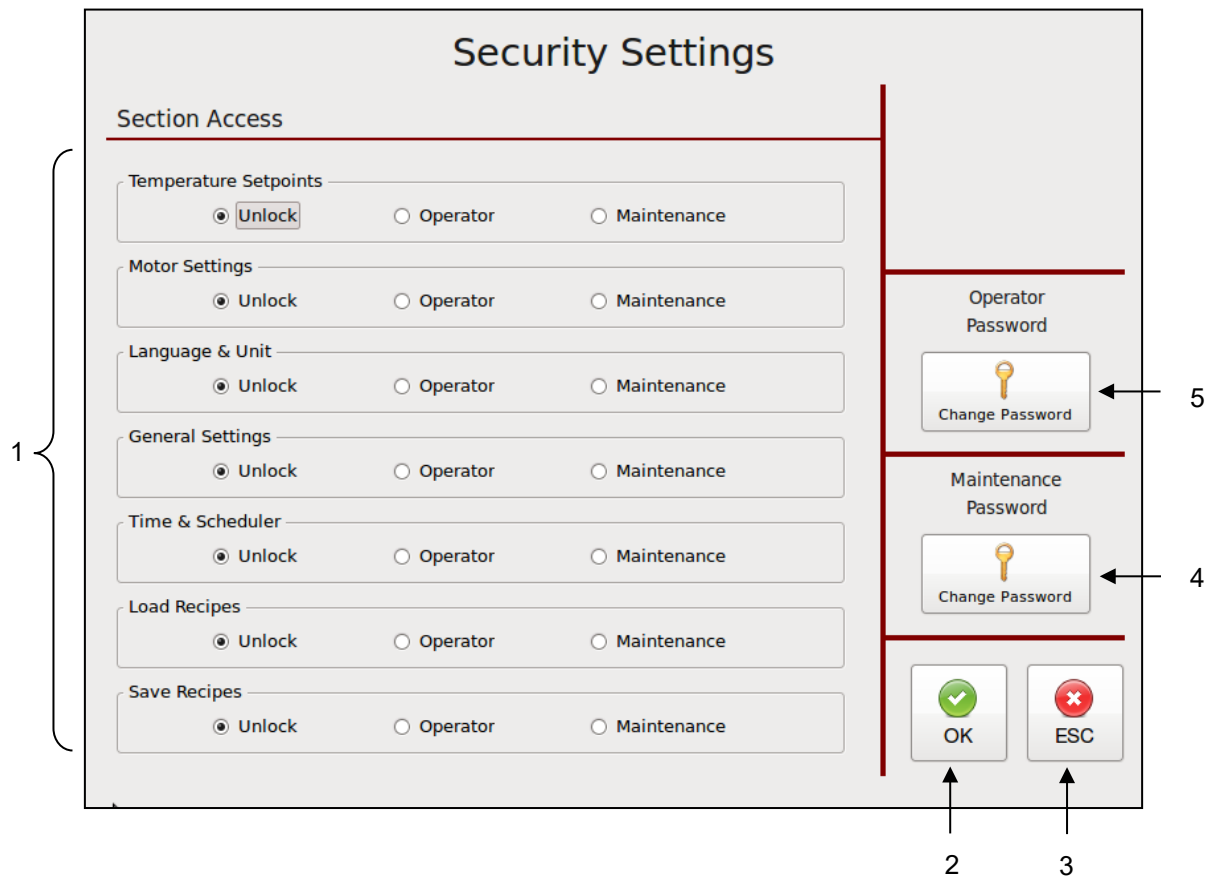 Security Settings
Section Access
Temperature Setpoints
Unlock Operator Maintenance
Motor Settings
Unlock Operator Maintenance
Language & Unit
Unlock Operator Maintenance
General Settings
Unlock Operator Maintenance
Time & Scheduler
Unlock Operator Maintenance
Load Recipes
Unlock Operator Maintenance
Save Recipes
Unlock Operator Maintenance
1
Operator
Password
Change Password
5
Maintenance
Password
Change Password
4
OK
ESC
2
3